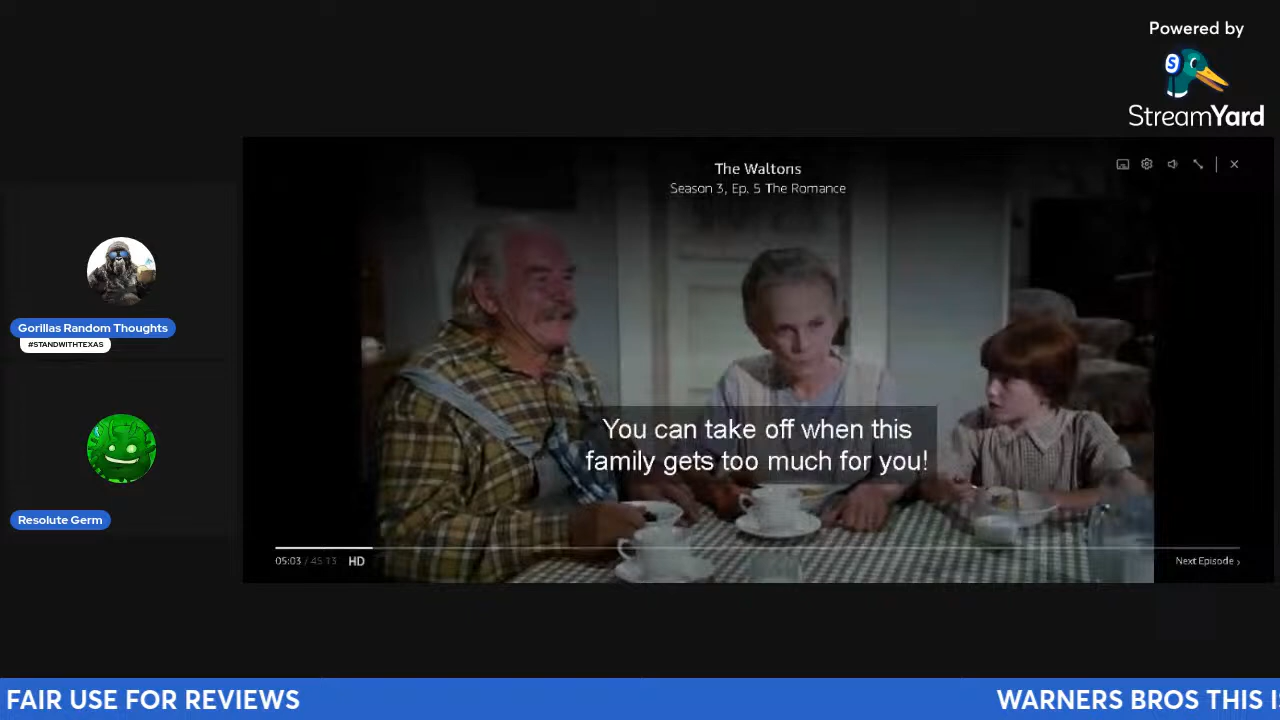 Powered by
StreamYard
The Waltons
Season 3, Ep. 5 The Romance
Gorillas Random Thoughts
#STANDWITHTEXAS
You can take off when this
family gets too much for you!
Resolute Germ
05:03 / 45:13 HD
Next Episode
FAIR USE FOR REVIEWS
WARNERS BROS THIS I